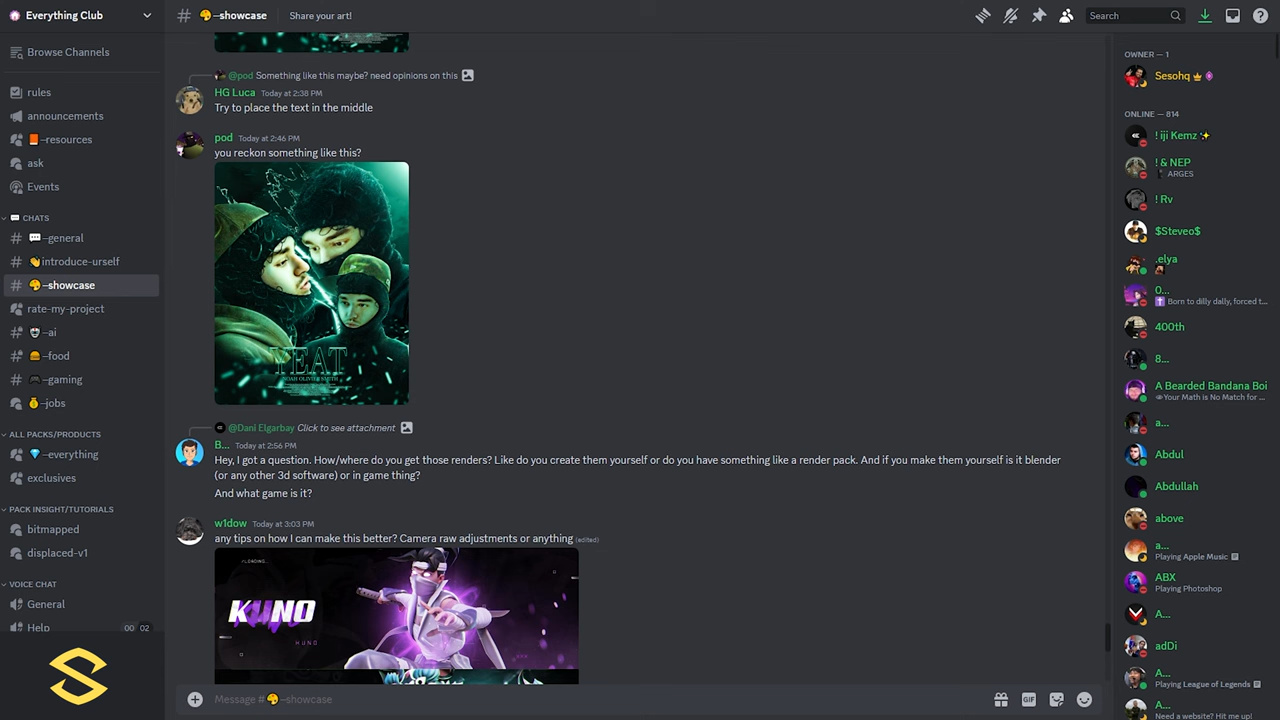 Everything Club
Browse Channels
rules
announcements
–resources
ask
Events
CHATS
–general
introduce-urself
–showcase
rate-my-project
–ai
–food
–gaming
–jobs
ALL PACKS/PRODUCTS
–everything
exclusives
PACK INSIGHT/TUTORIALS
bitmapped
displaced-v1
VOICE CHAT
General
Help 00 02
–showcase Share your art!
Search
@pod Something like this maybe? need opinions on this
HG Luca Today at 2:38 PM
Try to place the text in the middle
pod Today at 2:46 PM
you reckon something like this?
YEAT
NOAH OLIVIER SMITH
@Dani Elgarbay Click to see attachment
B... Today at 2:56 PM
Hey, I got a question. How/where do you get those renders? Like do you create them yourself or do you have something like a render pack. And if you make them yourself is it blender
(or any other 3d software) or in game thing?
And what game is it?
w1dow Today at 3:03 PM
any tips on how I can make this better? Camera raw adjustments or anything (edited)
KUNO
Message # –showcase
GIF
OWNER — 1
Sesohq
ONLINE — 814
! iji Kemz
! & NEP
ARGES
! Rv
$Steveo$
.elya
0...
Born to dilly dally, forced t...
400th
8...
A Bearded Bandana Boi
Your Math is No Match for ...
a...
Abdul
Abdullah
above
a...
Playing Apple Music
ABX
Playing Photoshop
A...
adDi
A...
Playing League of Legends
A...
Need a website? Hit me up!